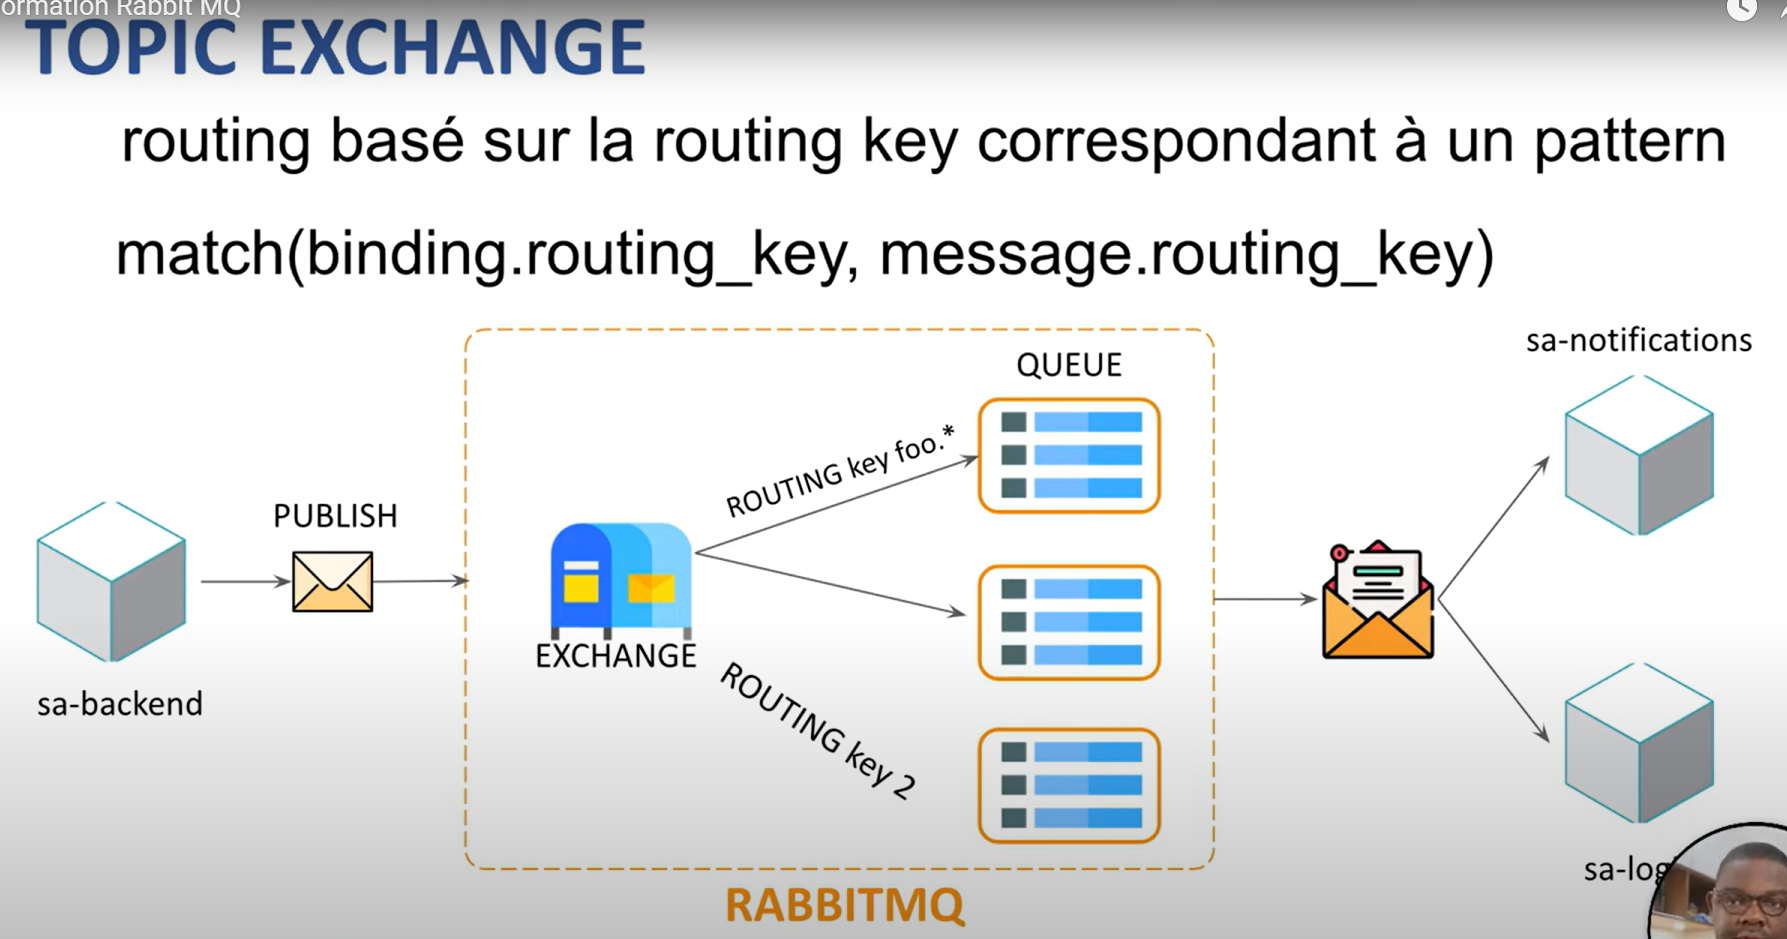 ormation Rabbit MQ
TOPIC EXCHANGE
routing basé sur la routing key correspondant à un pattern
match(binding.routing_key, message.routing_key)
sa-notifications
QUEUE
ROUTING key foo.*
PUBLISH
EXCHANGE
sa-backend
ROUTING key 2
sa-log
RABBITMQ